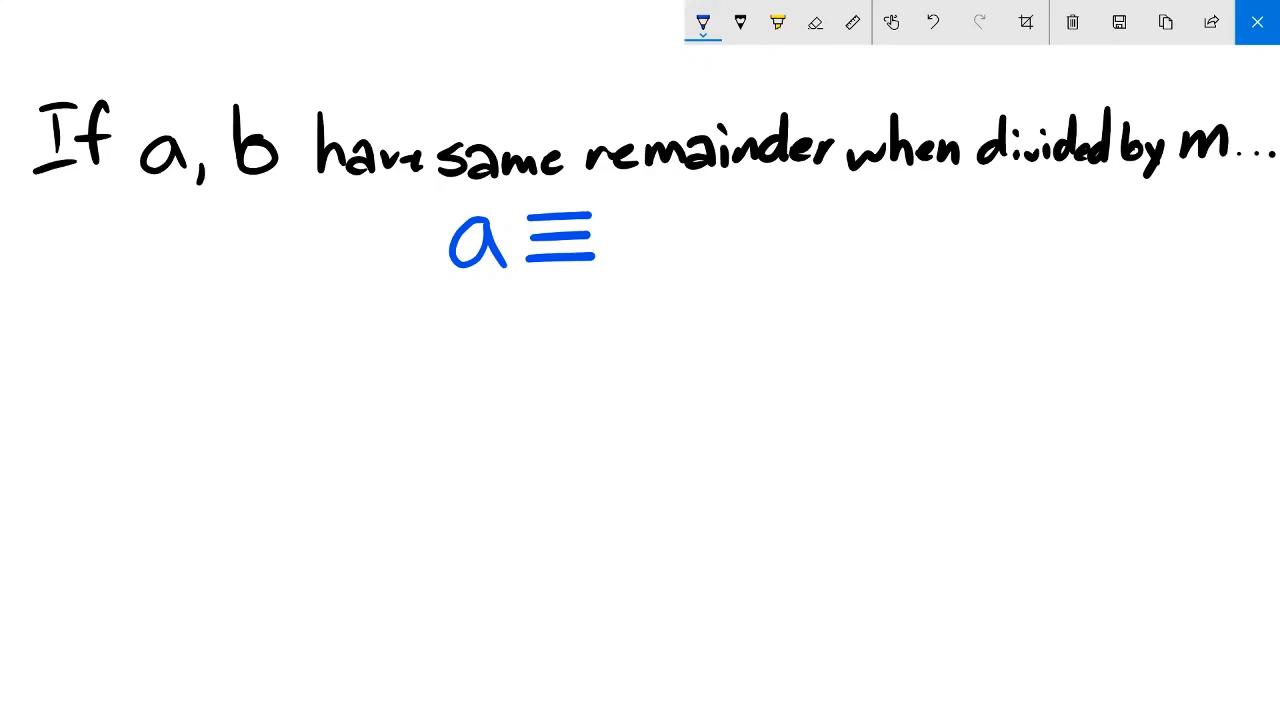 If a, b have same remainder when divided by m...
a ≡